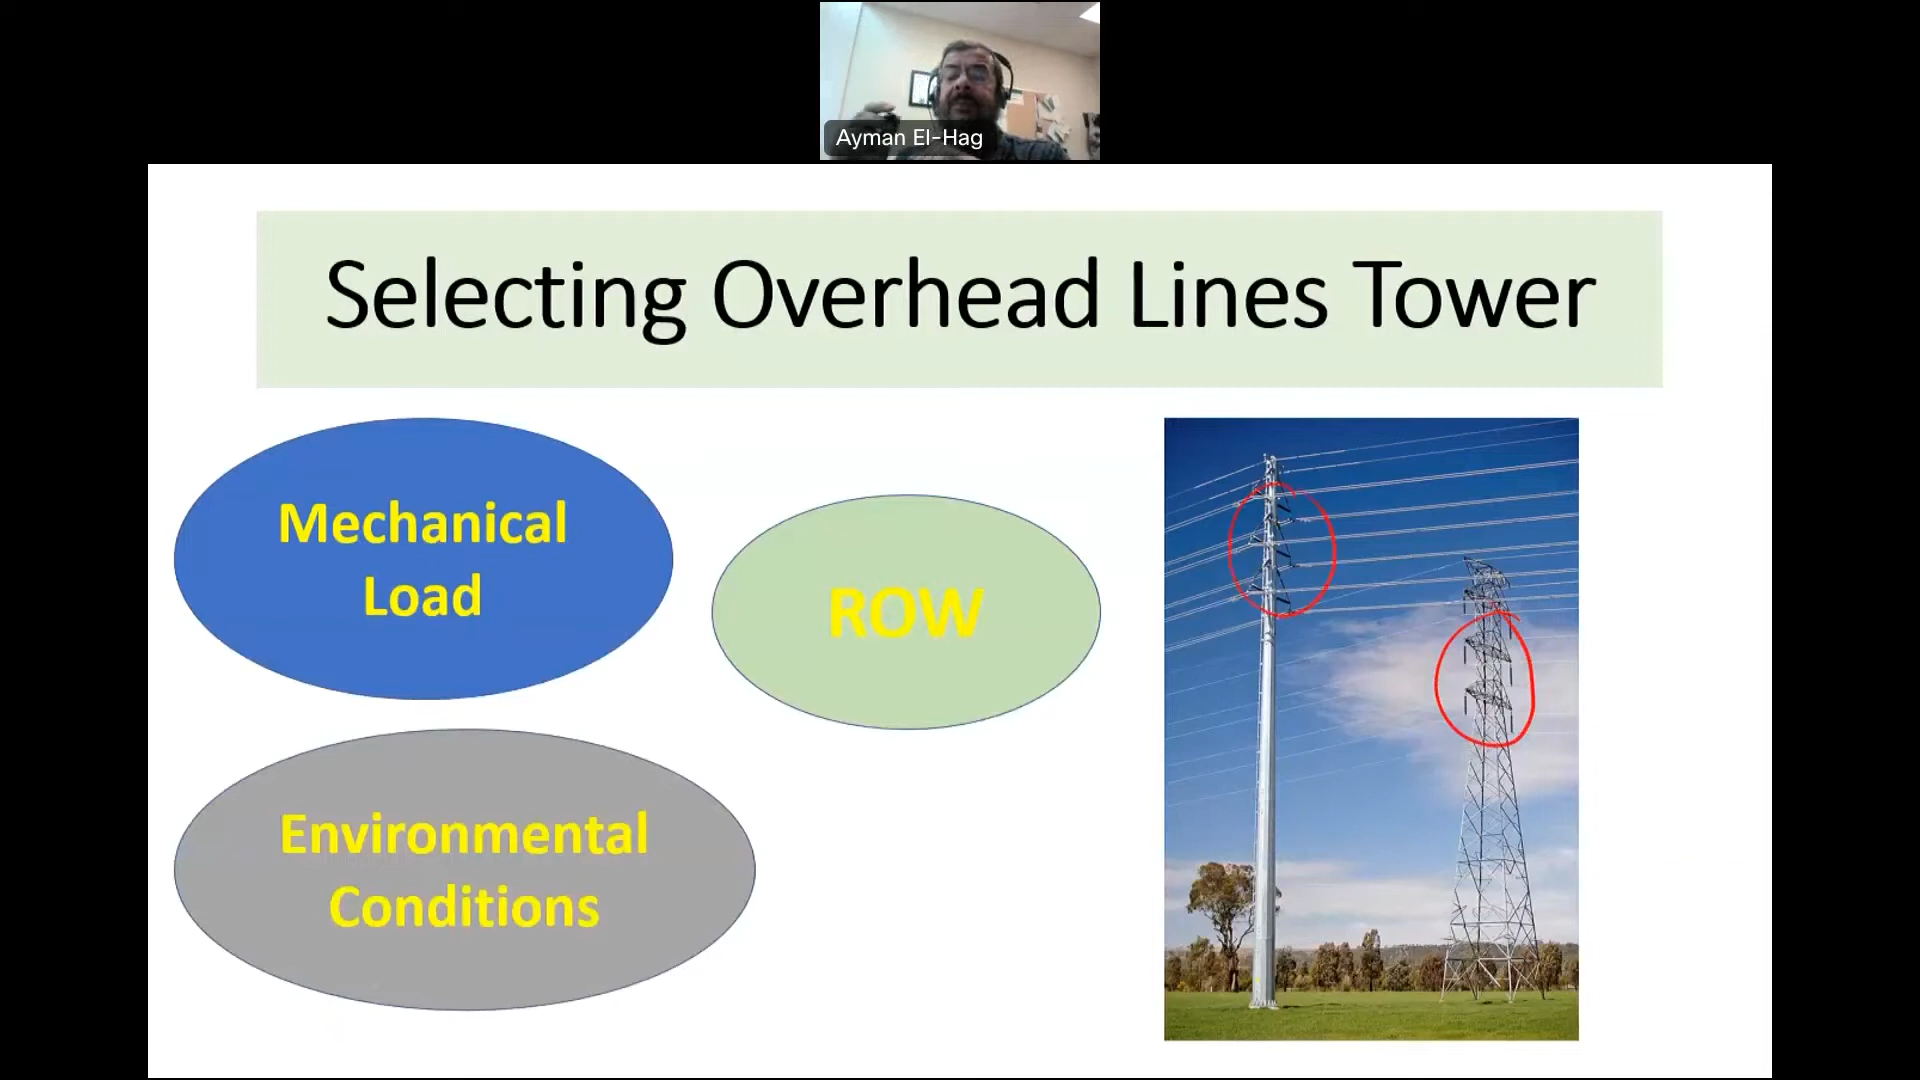 Ayman El-Hag
Selecting Overhead Lines Tower
Mechanical
Load
ROW
Environmental
Conditions